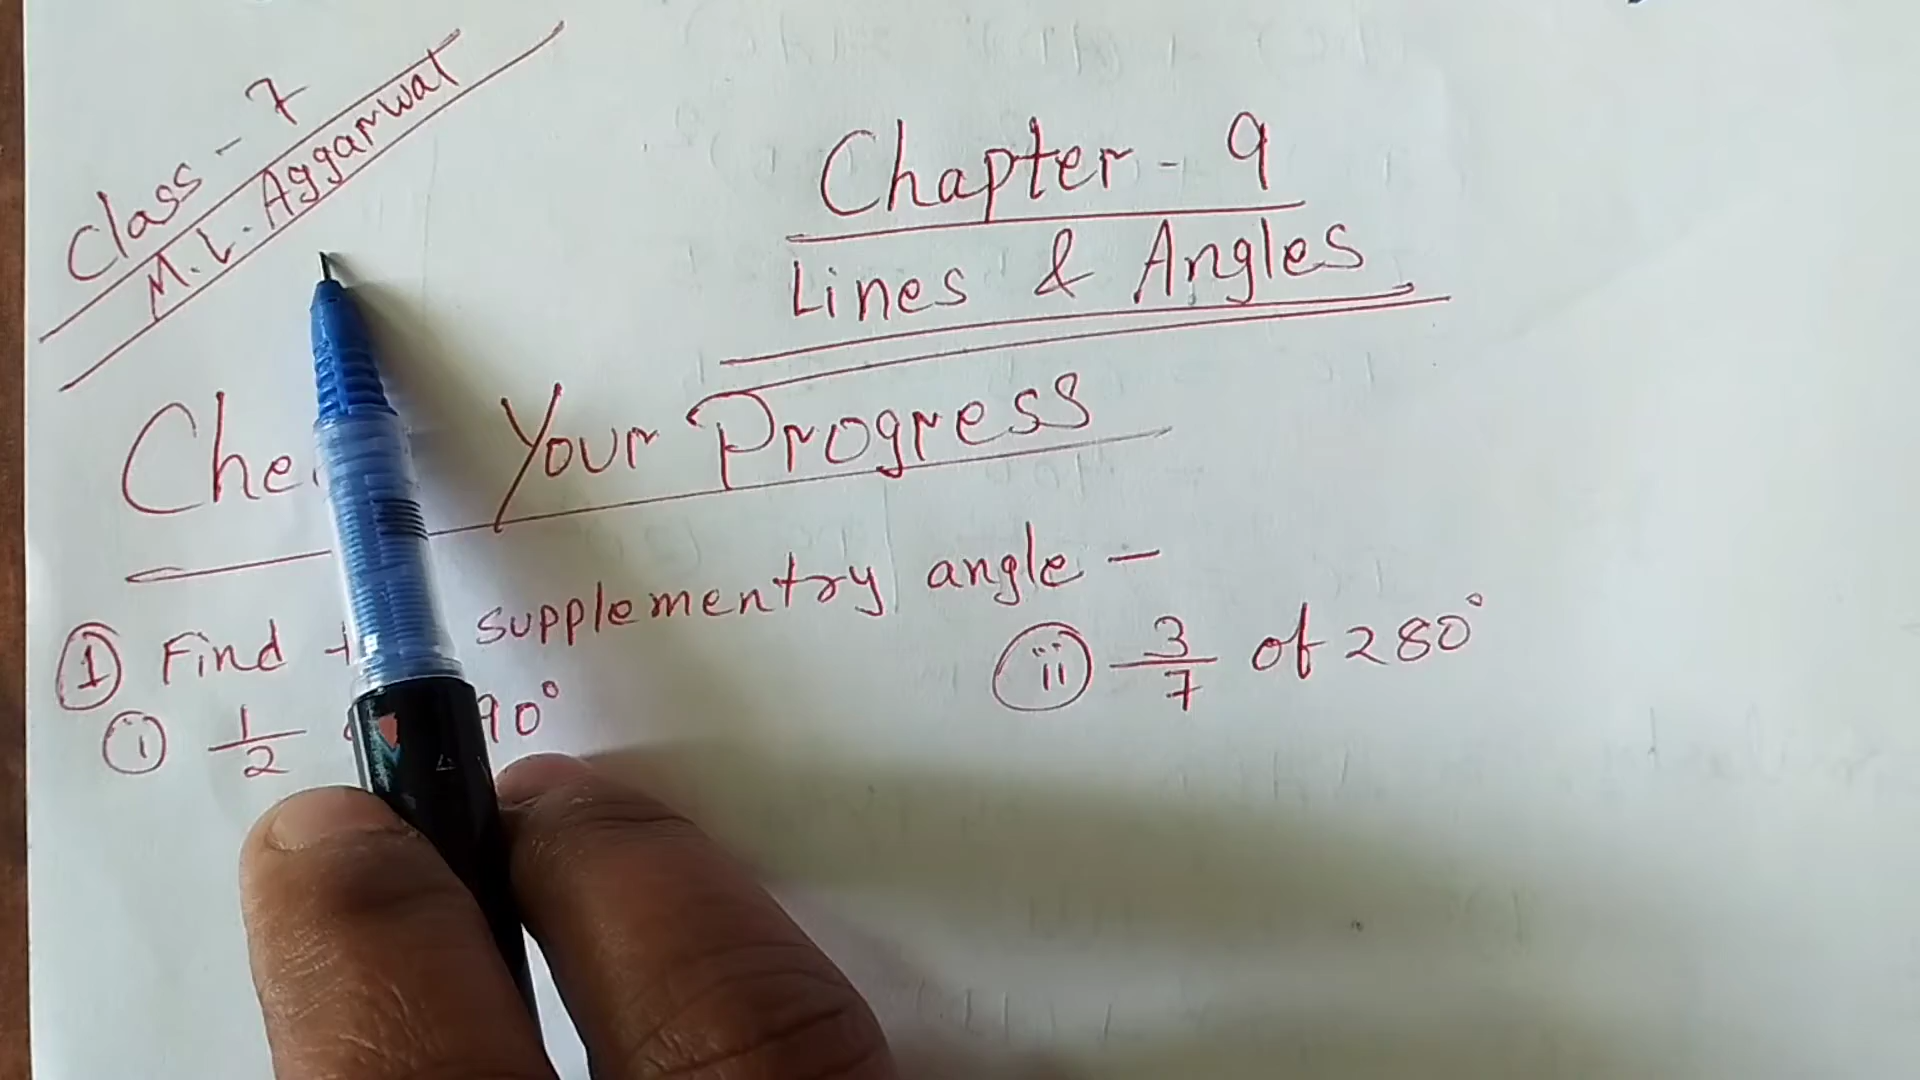 Class - 7
M.L. Aggarwal
Chapter - 9
Lines & Angles
Your Progress
① Find supplementry angle -
ⓘ 1/2 90°
ⓘⓘ 3/7 of 280°